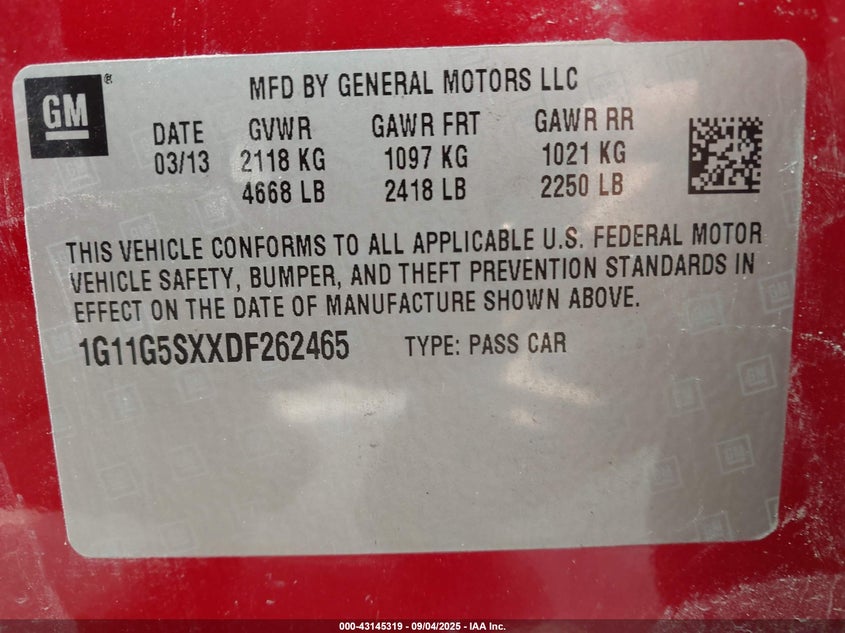 GM ®
MFD BY GENERAL MOTORS LLC
DATE GVWR GAWR FRT GAWR RR
03/13 2118 KG 1097 KG 1021 KG
4668 LB 2418 LB 2250 LB
THIS VEHICLE CONFORMS TO ALL APPLICABLE U.S. FEDERAL MOTOR
VEHICLE SAFETY, BUMPER, AND THEFT PREVENTION STANDARDS IN
EFFECT ON THE DATE OF MANUFACTURE SHOWN ABOVE.
1G11G5SXXDF262465 TYPE: PASS CAR
000-43145319 - 09/04/2025 - IAA Inc.